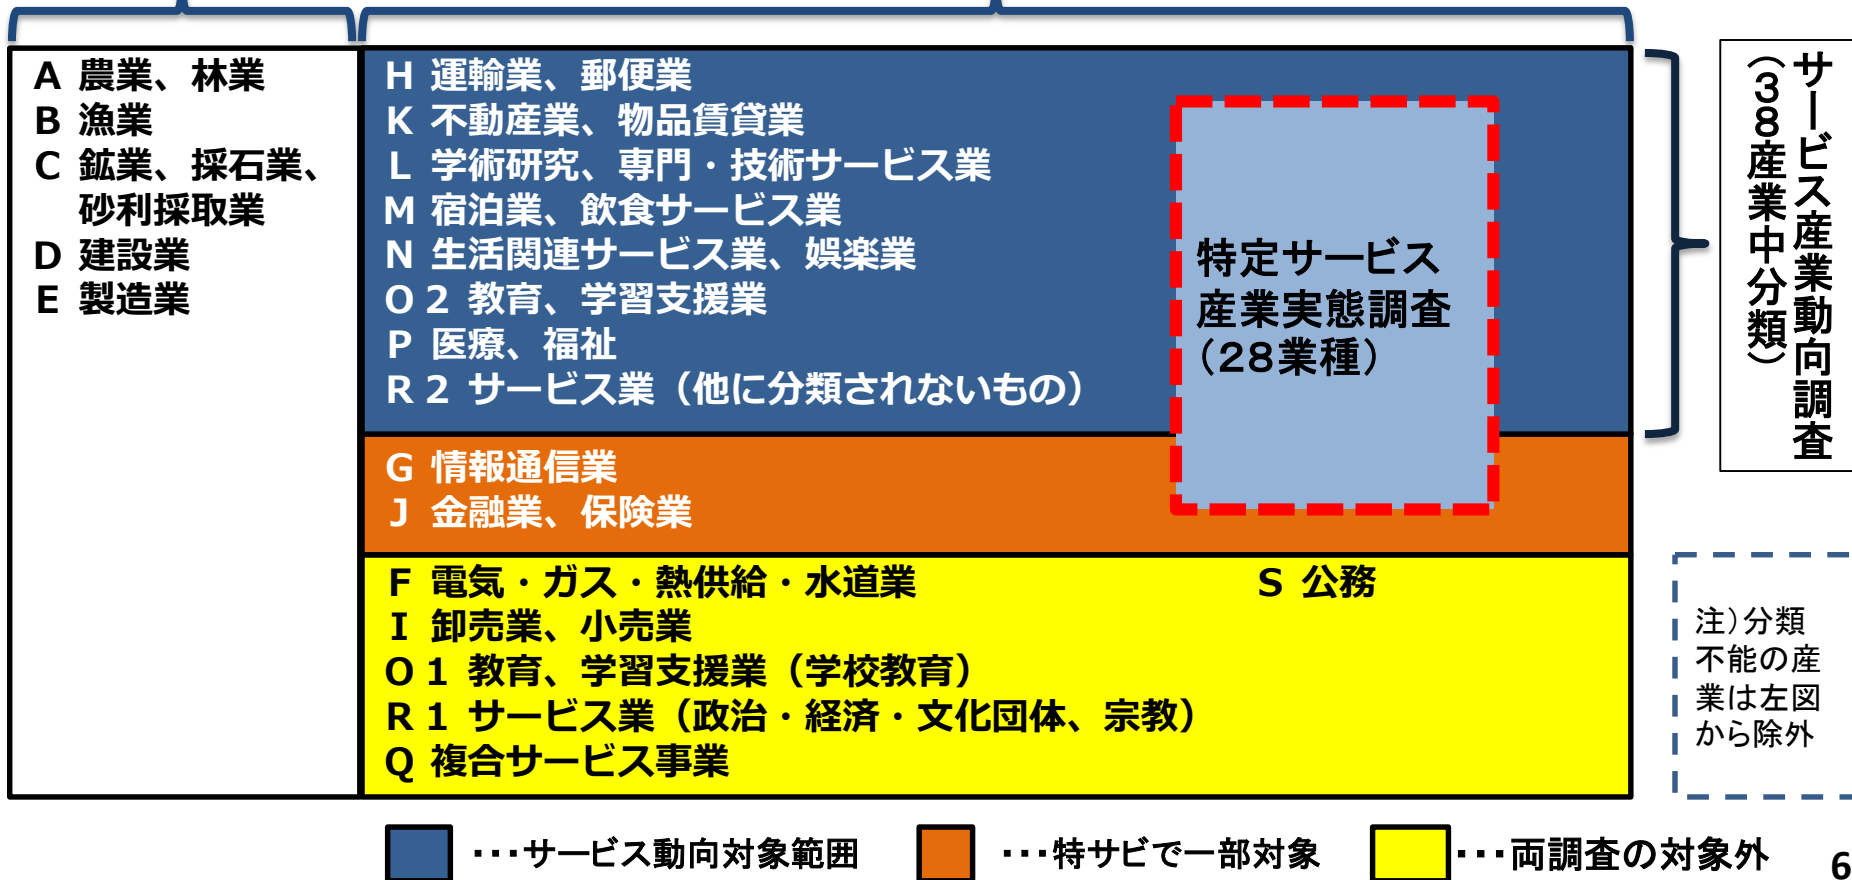 A 農業、林業
B 漁業
C 鉱業、採石業、
砂利採取業
D 建設業
E 製造業
H 運輸業、郵便業
K 不動産業、物品賃貸業
L 学術研究、専門・技術サービス業
M 宿泊業、飲食サービス業
N 生活関連サービス業、娯楽業
O2 教育、学習支援業
P 医療、福祉
R2 サービス業（他に分類されないもの）
特定サービス
産業実態調査
（28業種）
G 情報通信業
J 金融業、保険業
F 電気・ガス・熱供給・水道業
S 公務
I 卸売業、小売業
O1 教育、学習支援業（学校教育）
R1 サービス業（政治・経済・文化団体、宗教）
Q 複合サービス事業
サービス産業動向調査
（38産業中分類）
注）分類
不能の産
業は左図
から除外
･･･サービス動向対象範囲
･･･特サビで一部対象
･･･両調査の対象外
6